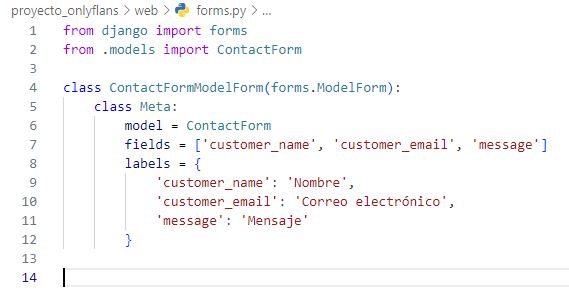 proyecto_onlyflans > web > forms.py > ...
1 from django import forms
2 from .models import ContactForm
3
4 class ContactFormModelForm(forms.ModelForm):
5     class Meta:
6         model = ContactForm
7         fields = ['customer_name', 'customer_email', 'message']
8         labels = {
9             'customer_name': 'Nombre',
10             'customer_email': 'Correo electrónico',
11             'message': 'Mensaje'
12         }
13
14